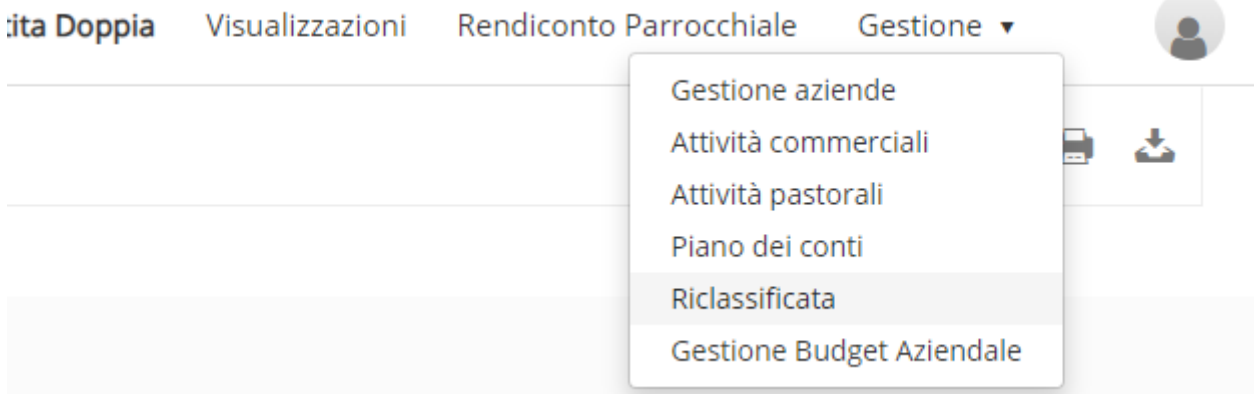 tita Doppia Visualizzazioni Rendiconto Parrocchiale Gestione ▼
Gestione aziende
Attività commerciali
Attività pastorali
Piano dei conti
Riclassificata
Gestione Budget Aziendale